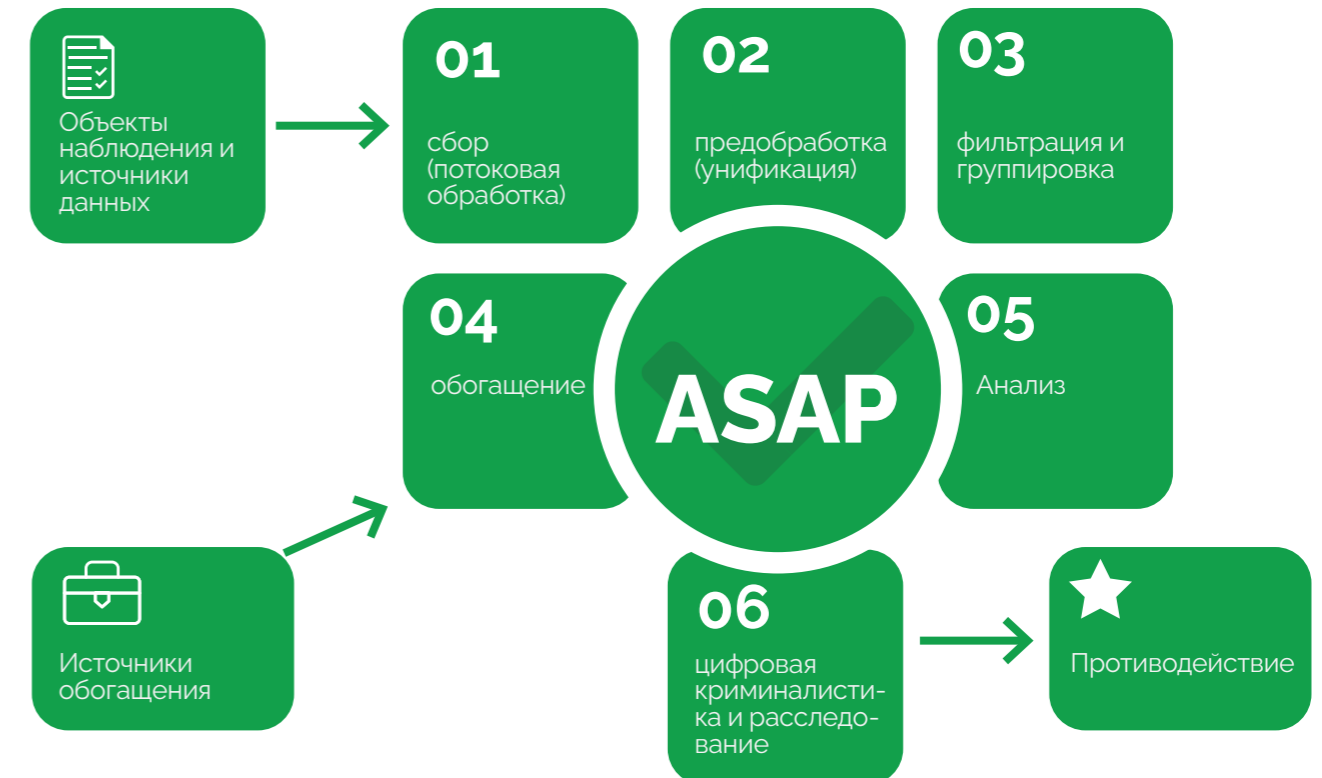 Объекты
наблюдения и
источники
данных
01
сбор
(потоковая
обработка)
02
предобработка
(унификация)
03
фильтрация и
группировка
04
обогащение
ASAP
05
Анализ
Источники
обогащения
06
цифровая
криминалисти-
ка и расследо-
вание
Противодействие